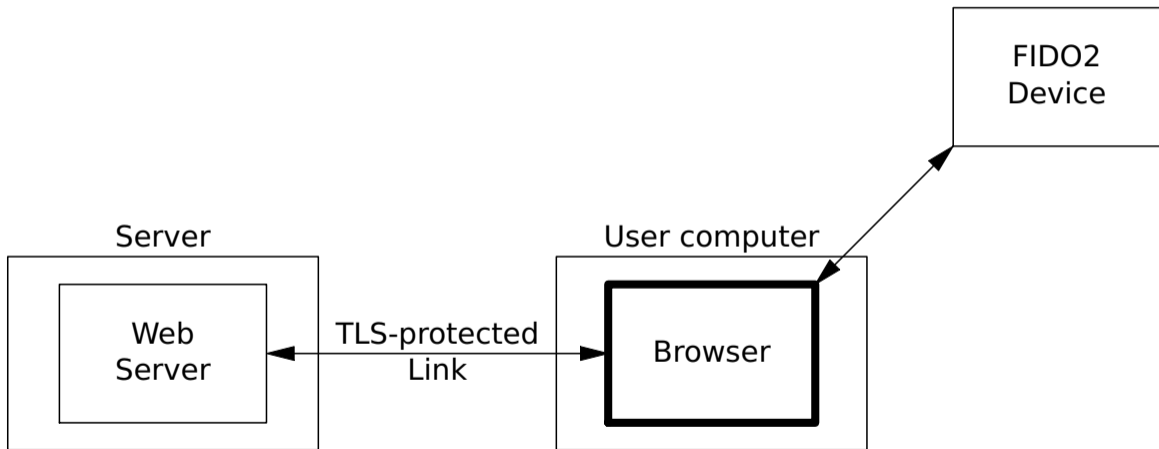 FIDO2
Device
Server
User computer
Web
Server
TLS-protected
Link
Browser